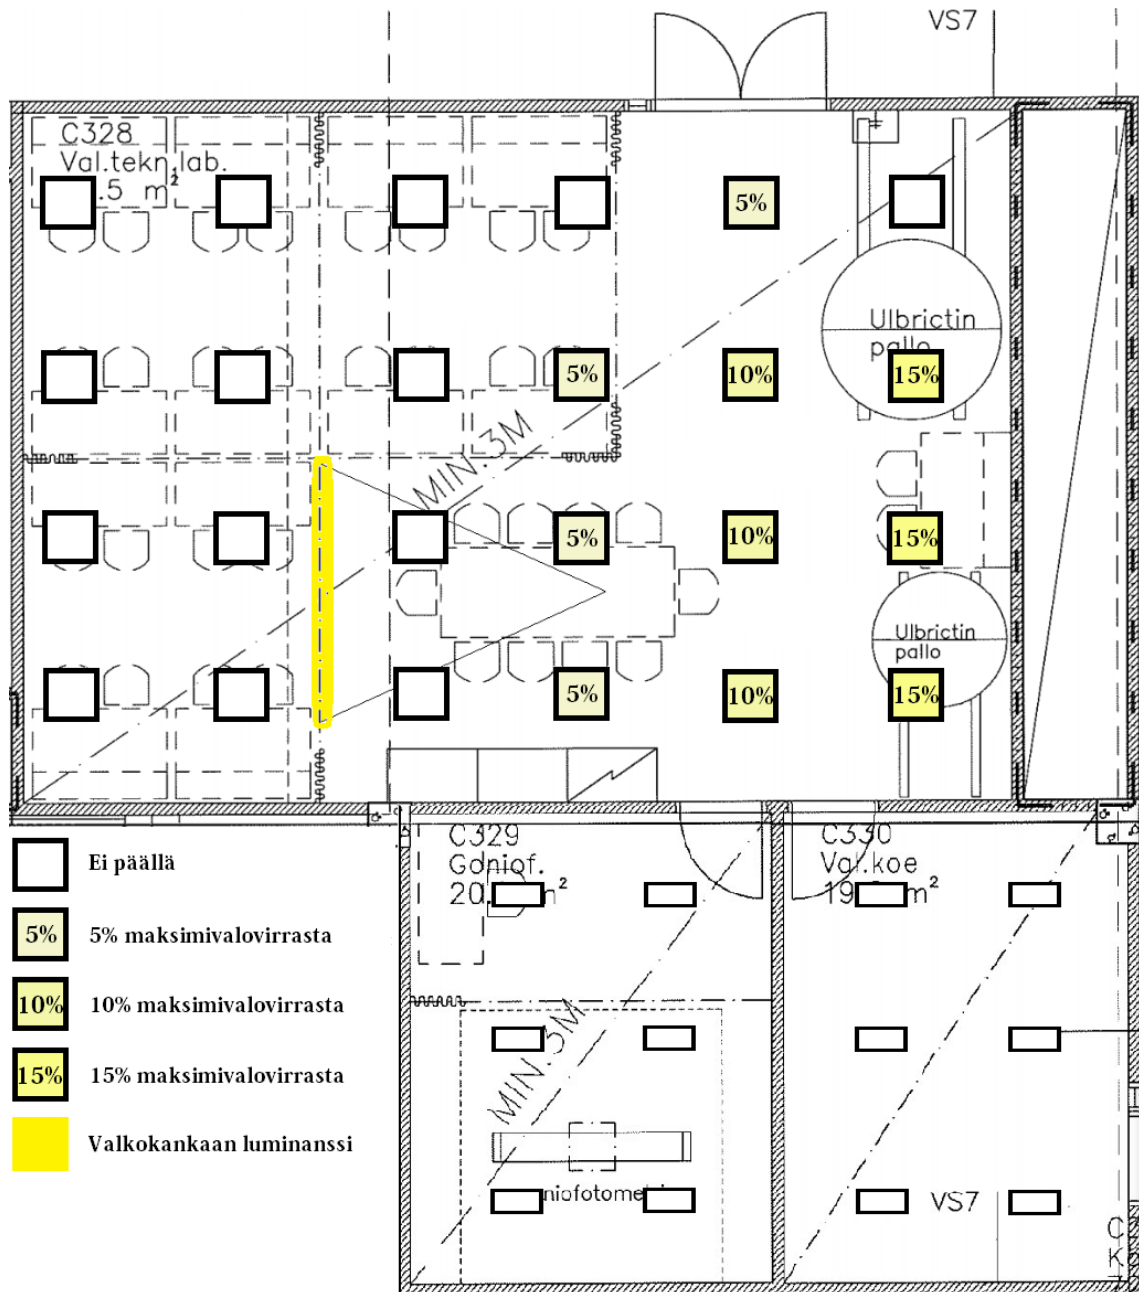 VS7
C328
Val.tekn.lab.
.5 m²
5%
Ulbrictin
pallo
5%
10%
15%
MIN.3M
5%
10%
15%
Ulbrictin
pallo
5%
10%
15%
Ei päällä
5%
5% maksimivalovirrasta
10%
10% maksimivalovirrasta
15%
15% maksimivalovirrasta
Valkokankaan luminanssi
C329
Goniof.
20.
m²
C330
Val.koe
19
m²
MIN.3M
niofotomet
VS7